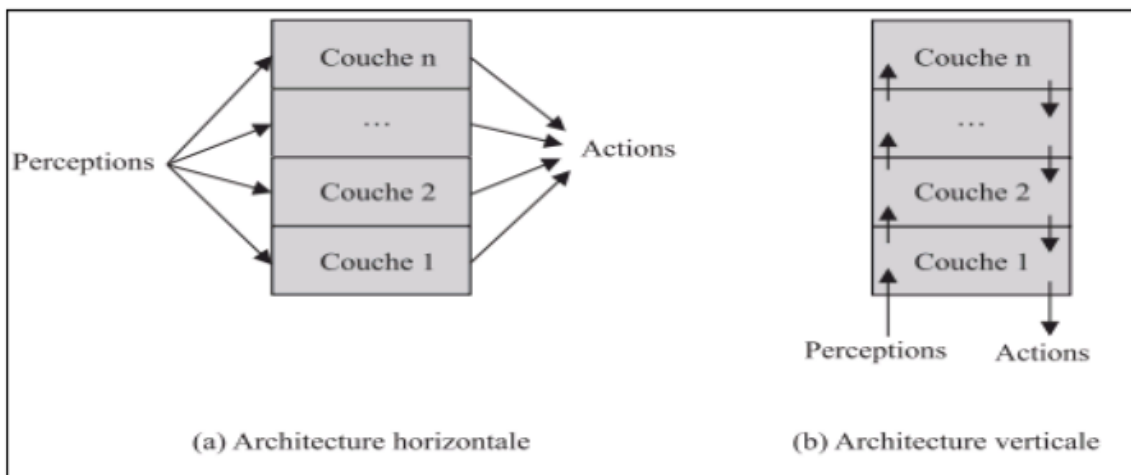 Couche n
...
Couche 2
Couche 1
Perceptions
Actions
(a) Architecture horizontale
Couche n
...
Couche 2
Couche 1
Perceptions
Actions
(b) Architecture verticale